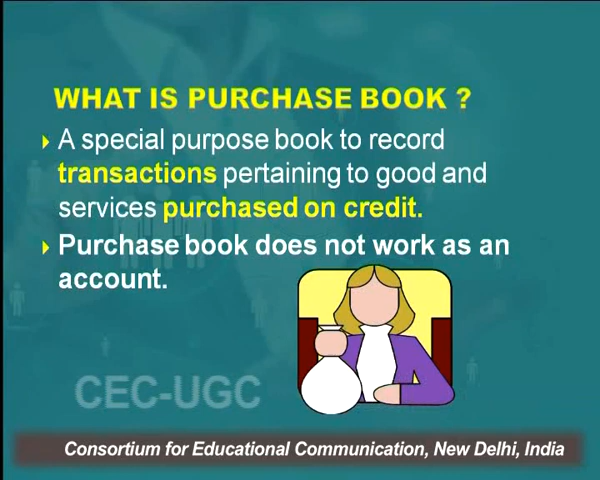 WHAT IS PURCHASE BOOK ?
A special purpose book to record
transactions pertaining to good and
services purchased on credit.
Purchase book does not work as an
account.
CEC-UGC
Consortium for Educational Communication, New Delhi, India